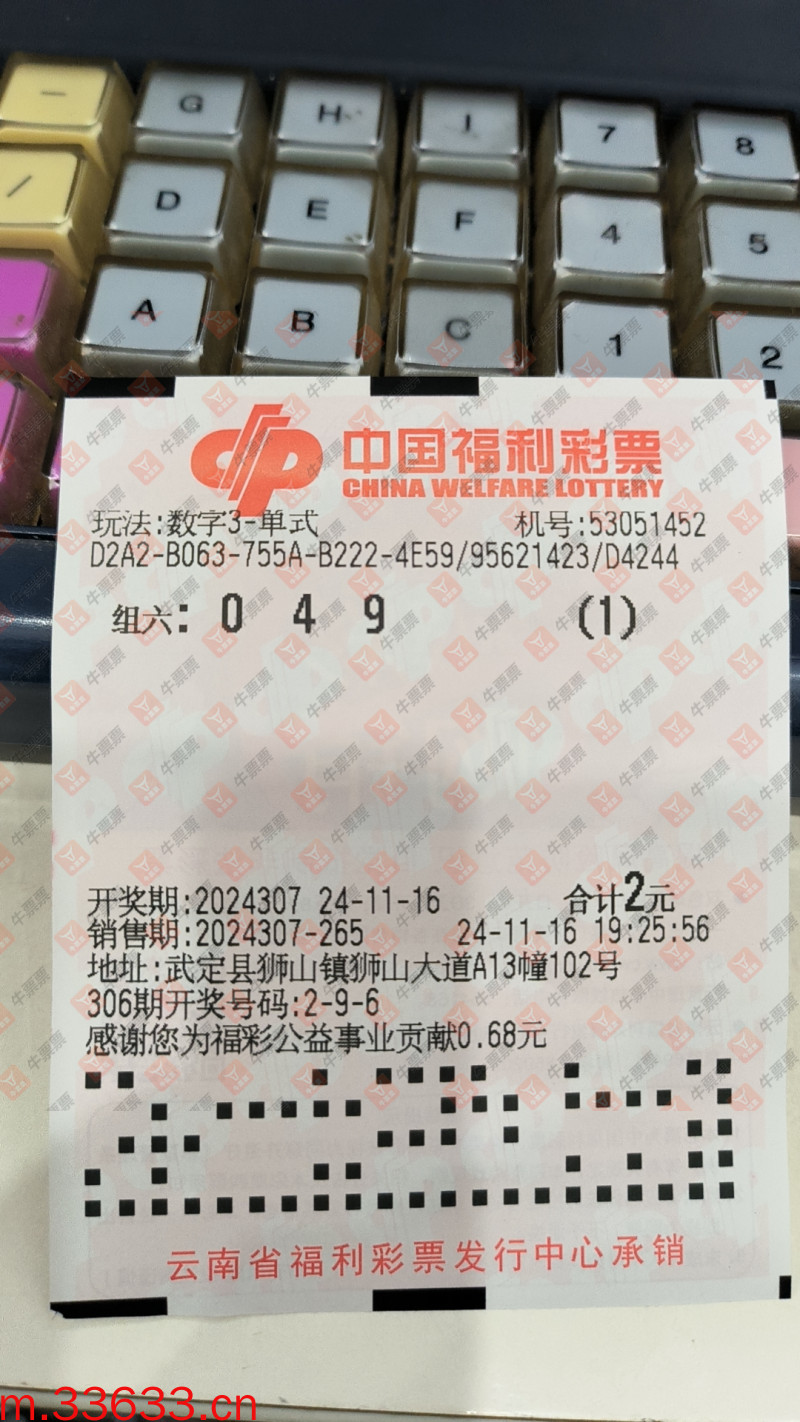 - G H I 7 8
/ D E F 4 5
A B C 1 2
中国福利彩票
CHINA WELFARE LOTTERY
玩法:数字3-单式 机号:53051452
D2A2-B063-755A-B222-4E59/95621423/D4244
组六: 0 4 9 (1)
开奖期:2024307 24-11-16 合计2元
销售期:2024307-265 24-11-16 19:25:56
地址:武定县狮山镇狮山大道A13幢102号
306期开奖号码:2-9-6
感谢您为福彩公益事业贡献0.68元
云南省福利彩票发行中心承销
牛票票
m.33633.cn